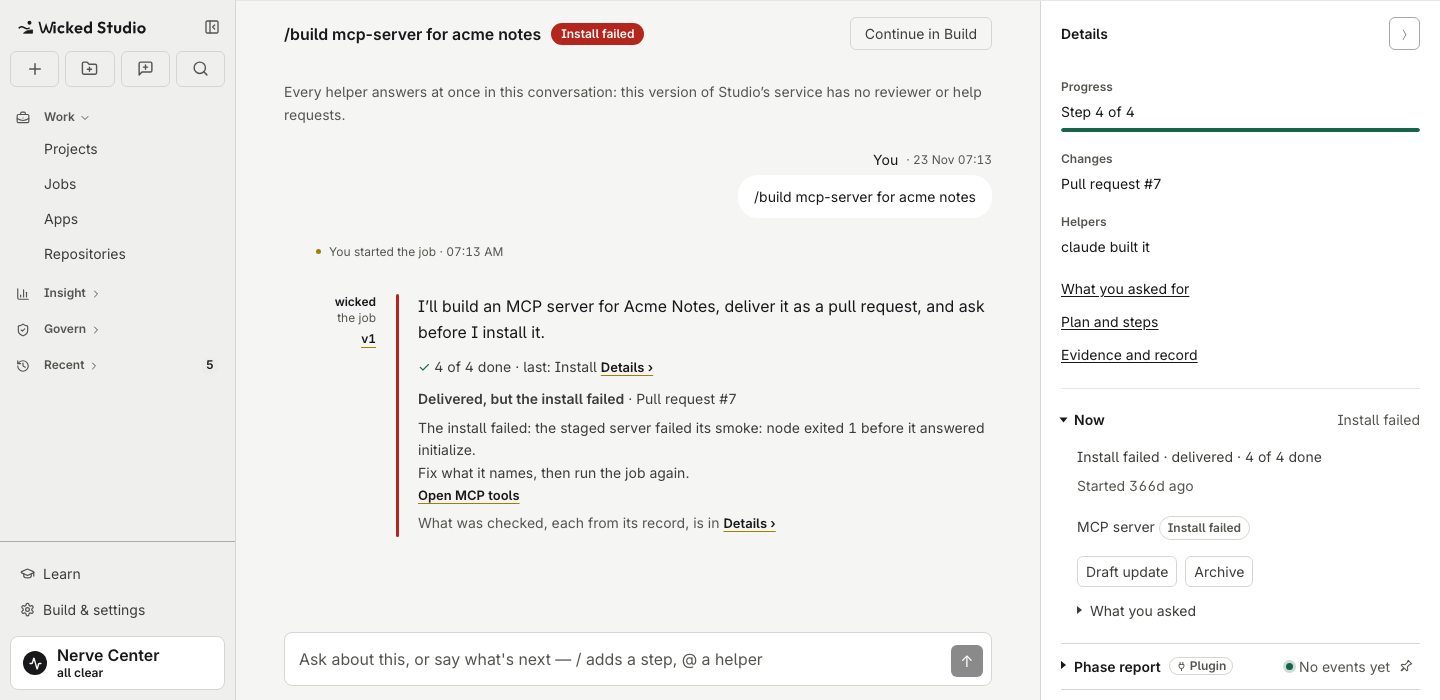 Wicked Studio
Work
Projects
Jobs
Apps
Repositories
Insight
Govern
Recent 5
Learn
Build & settings
Nerve Center
all clear
/build mcp-server for acme notes Install failed
Continue in Build
Every helper answers at once in this conversation: this version of Studio’s service has no reviewer or help
requests.
You · 23 Nov 07:13
/build mcp-server for acme notes
You started the job · 07:13 AM
wicked
the job
v1
I’ll build an MCP server for Acme Notes, deliver it as a pull request, and ask
before I install it.
✓ 4 of 4 done · last: Install Details ›
Delivered, but the install failed · Pull request #7
The install failed: the staged server failed its smoke: node exited 1 before it answered
initialize.
Fix what it names, then run the job again.
Open MCP tools
What was checked, each from its record, is in Details ›
Ask about this, or say what's next — / adds a step, @ a helper
Details
Progress
Step 4 of 4
Changes
Pull request #7
Helpers
claude built it
What you asked for
Plan and steps
Evidence and record
Now Install failed
Install failed · delivered · 4 of 4 done
Started 366d ago
MCP server Install failed
Draft update Archive
What you asked
Phase report Plugin No events yet